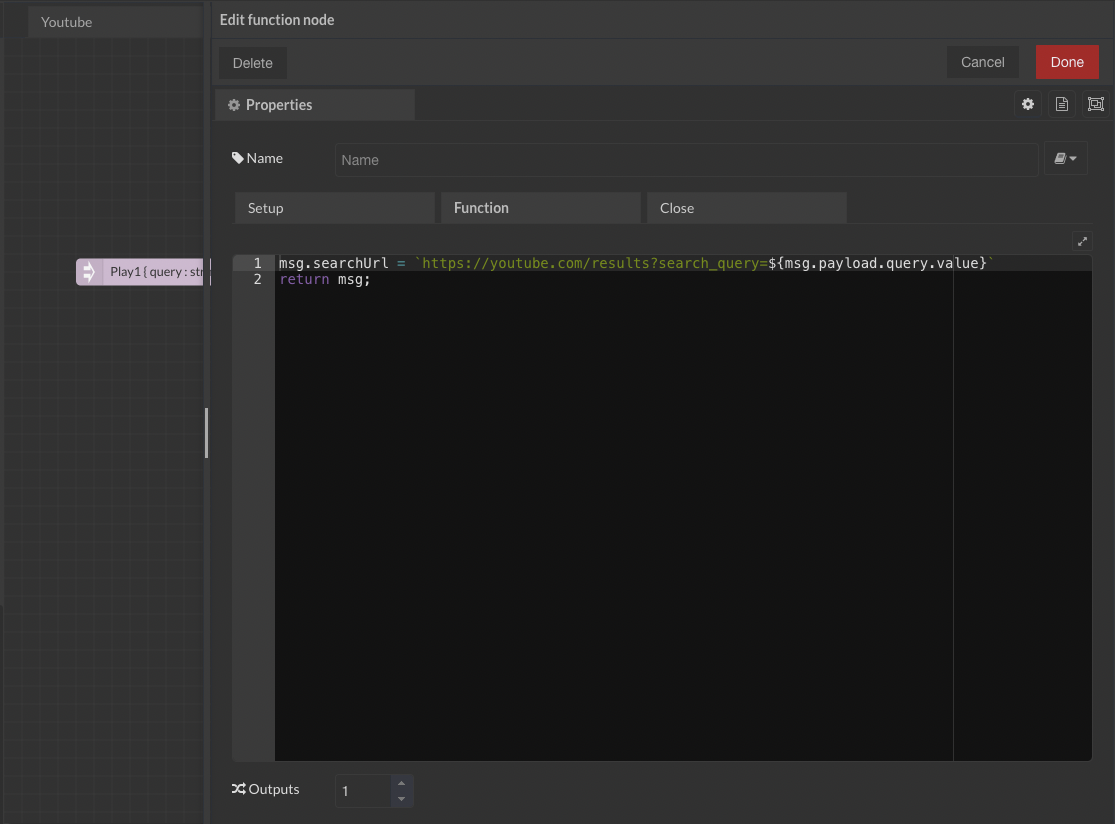 Youtube
Edit function node
Delete
Cancel
Done
Properties
Name
Name
Setup
Function
Close
Play1 { query : str
1 msg.searchUrl = `https://youtube.com/results?search_query=${msg.payload.query.value}`
2 return msg;
Outputs
1